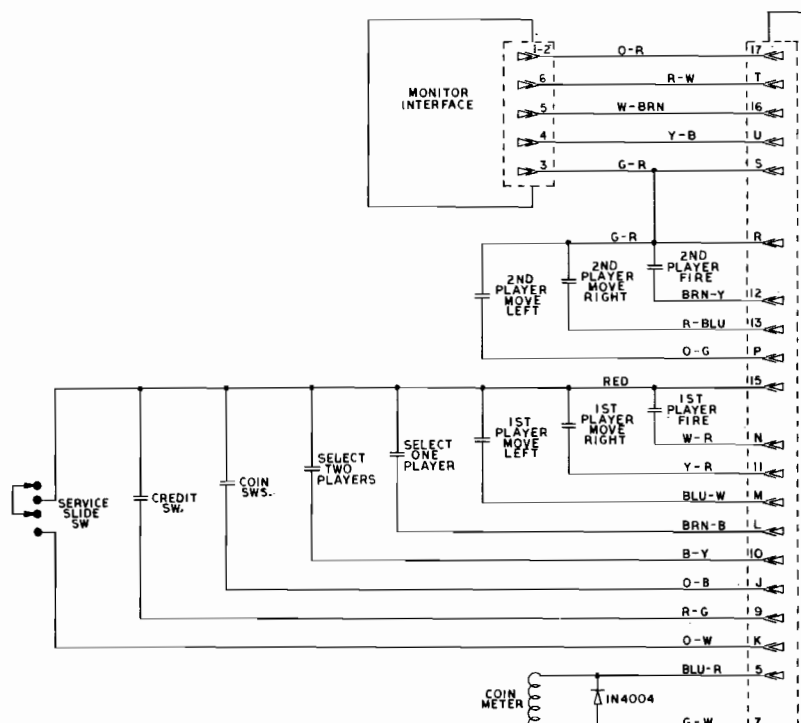 1-2 O-R 17
6 R-W T
MONITOR
INTERFACE
5 W-BRN 16
4 Y-B U
3 G-R S
G-R R
2ND
PLAYER
MOVE
LEFT
2ND
PLAYER
MOVE
RIGHT
2ND
PLAYER
FIRE
BRN-Y 12
R-BLU 13
O-G P
RED 15
1ST
PLAYER
FIRE
1ST
PLAYER
MOVE
RIGHT
1ST
PLAYER
MOVE
LEFT
SELECT
ONE
PLAYER
SELECT
TWO
PLAYERS
COIN
SWS.
CREDIT
SW.
SERVICE
SLIDE
SW
W-R N
Y-R 11
BLU-W M
BRN-B L
B-Y 10
O-B J
R-G 9
O-W K
BLU-R 5
COIN
METER
IN4004
G-W 7